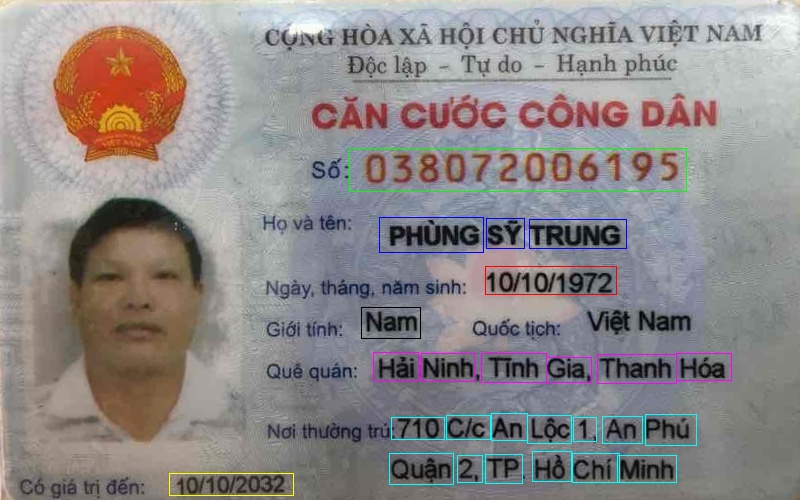 CỘNG HÒA XÃ HỘI CHỦ NGHĨA VIỆT NAM
Độc lập - Tự do - Hạnh phúc
CĂN CƯỚC CÔNG DÂN
Số: 038072006195
Họ và tên: PHÙNG SỸ TRUNG
Ngày, tháng, năm sinh: 10/10/1972
Giới tính: Nam Quốc tịch: Việt Nam
Quê quán: Hải Ninh, Tĩnh Gia, Thanh Hóa
Nơi thường trú: 710 C/c An Lộc 1, An Phú
Quận 2, TP. Hồ Chí Minh
Có giá trị đến: 10/10/2032